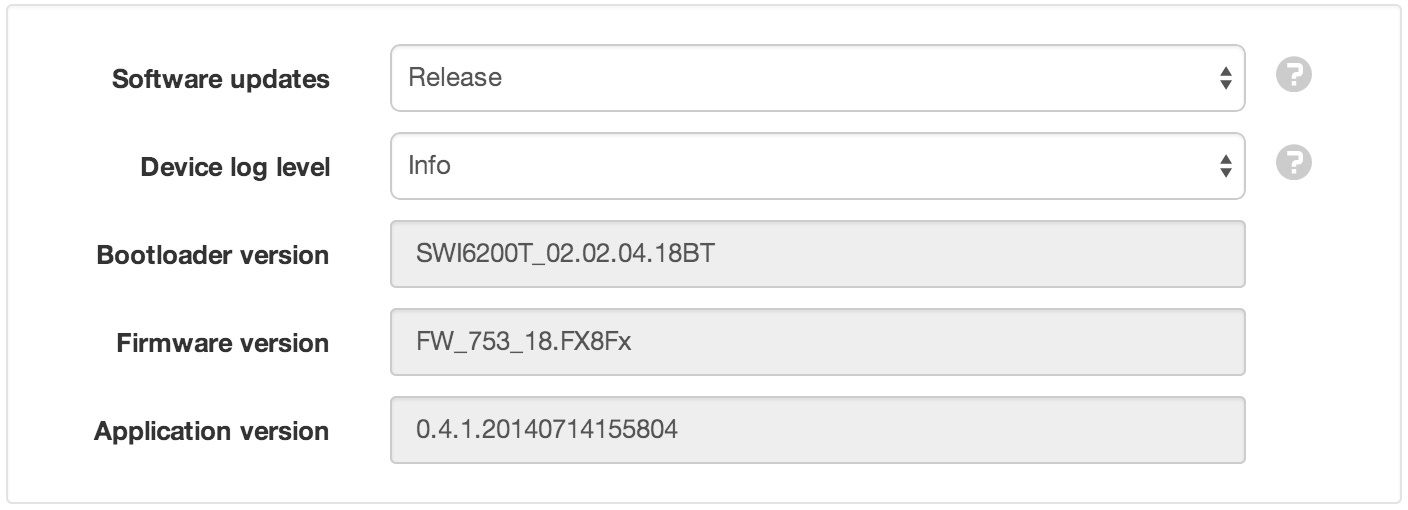 Software updates Release ?
Device log level Info ?
Bootloader version SWI6200T_02.02.04.18BT
Firmware version FW_753_18.FX8Fx
Application version 0.4.1.20140714155804